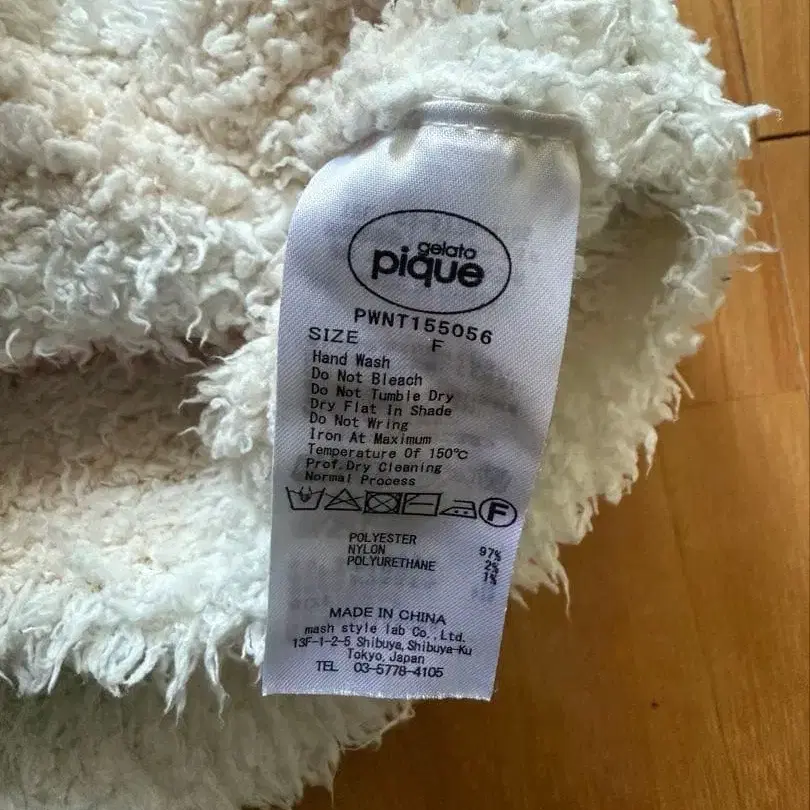 gelato
pique
PWNT155056
SIZE F
Hand Wash
Do Not Bleach
Do Not Tumble Dry
Dry Flat In Shade
Do Not Wring
Iron At Maximum
Temperature Of 150℃
Prof.Dry Cleaning
Normal Process
F
POLYESTER 97%
NYLON 2%
POLYURETHANE 1%
MADE IN CHINA
mash style lab Co., Ltd.
13F-1-2-5 Shibuya, Shibuya-Ku
Tokyo, Japan
TEL 03-5778-4105